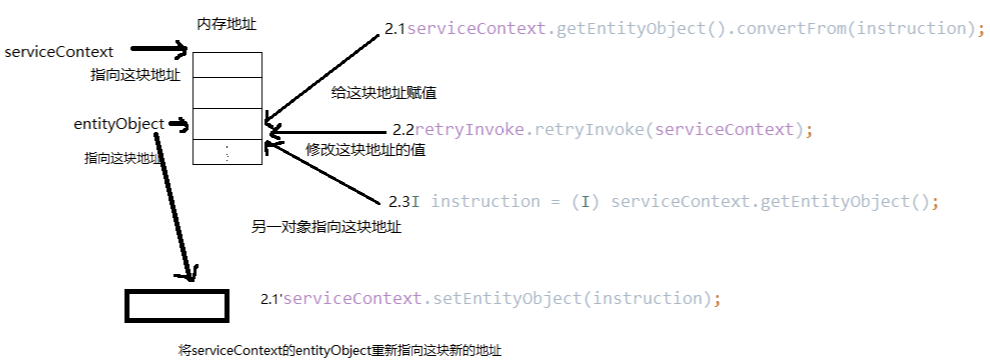 内存地址
2.1serviceContext.getEntityObject().convertFrom(instruction);
serviceContext
指向这块地址
给这块地址赋值
entityObject
2.2retryInvoke.retryInvoke(serviceContext);
修改这块地址的值
指向这块地址
2.3I instruction = (I) serviceContext.getEntityObject();
另一对象指向这块地址
2.1'serviceContext.setEntityObject(instruction);
将serviceContext的entityObject重新指向这块新的地址